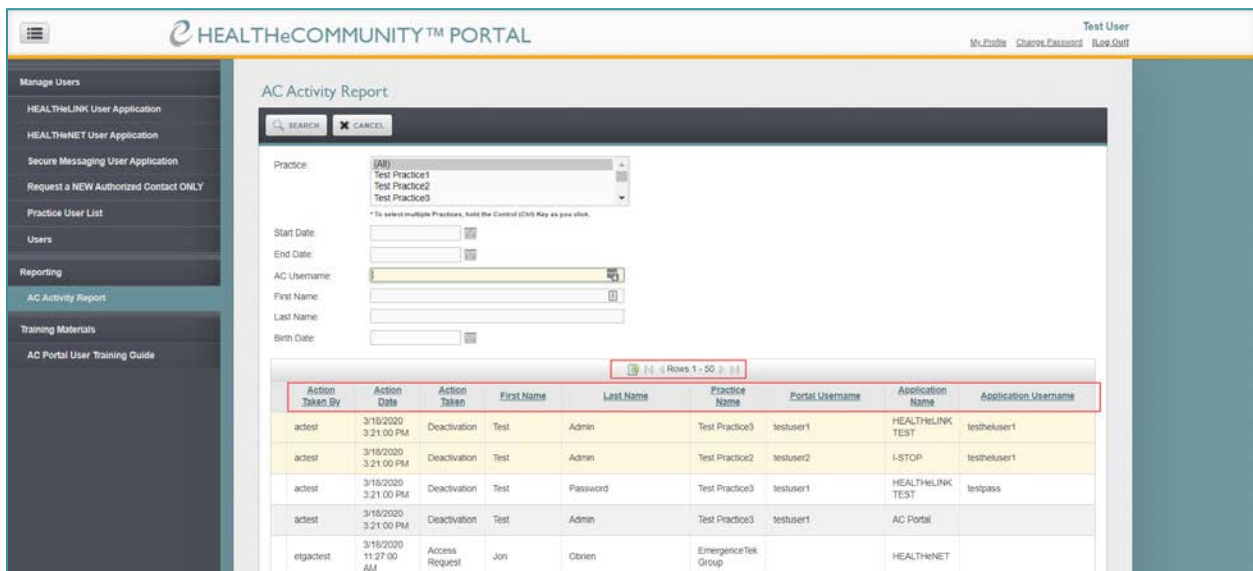 HEALTHeCOMMUNITY™ PORTAL
Test User
My Profile Change Password [Log Out]
Manage Users
HEALTHeLINK User Application
HEALTHeNET User Application
Secure Messaging User Application
Request a NEW Authorized Contact ONLY
Practice User List
Users
Reporting
AC Activity Report
Training Materials
AC Portal User Training Guide
AC Activity Report
SEARCH CANCEL
Practice:
(All)
Test Practice1
Test Practice2
Test Practice3
* To select multiple Practices, hold the Control (Ctrl) Key as you click.
Start Date:
End Date:
AC Username:
First Name:
Last Name:
Birth Date:
Rows 1 - 50
Action Taken By Action Date Action Taken First Name Last Name Practice Name Portal Username Application Name Application Username
actest 3/18/2020 3:21:00 PM Deactivation Test Admin Test Practice3 testuser1 HEALTHeLINK TEST testheluser1
actest 3/18/2020 3:21:00 PM Deactivation Test Admin Test Practice2 testuser2 I-STOP testheluser1
actest 3/18/2020 3:21:00 PM Deactivation Test Password Test Practice3 testuser1 HEALTHeLINK TEST testpass
actest 3/18/2020 3:21:00 PM Deactivation Test Admin Test Practice3 testuser1 AC Portal
etgactest 3/18/2020 11:27:00 AM Access Request Jon Obrien EmergenceTek Group HEALTHeNET